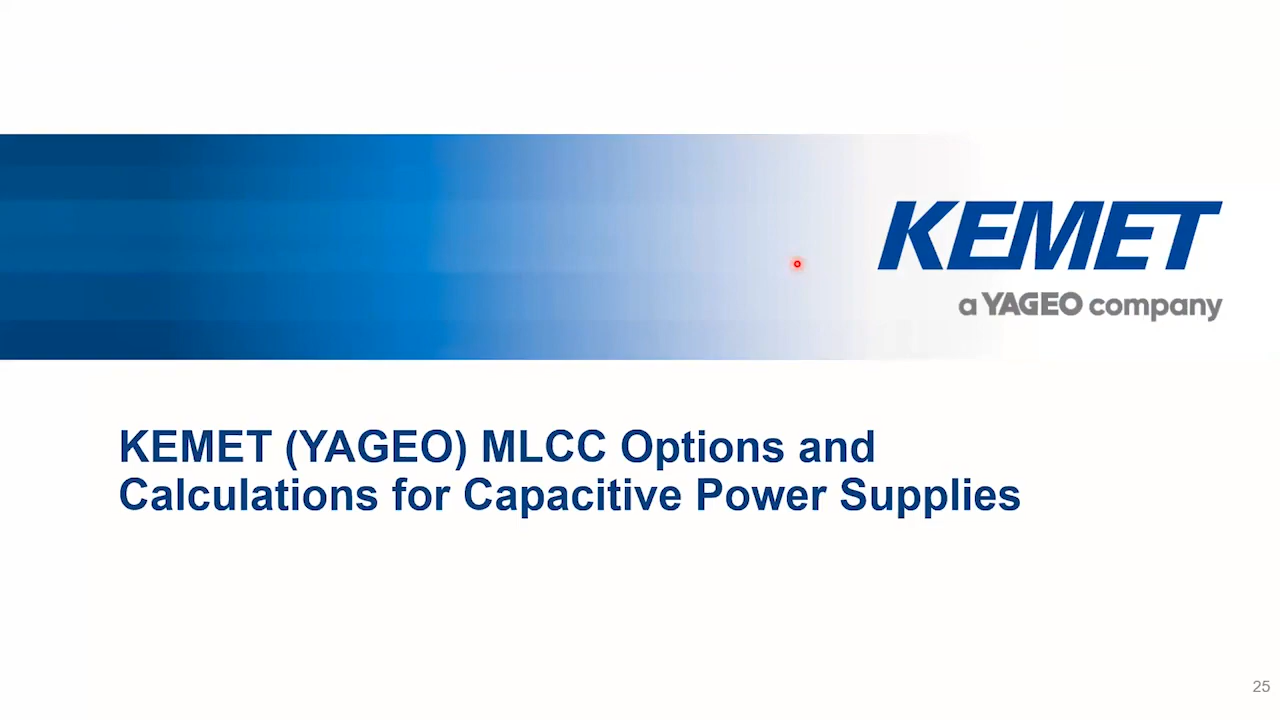 KEMET
a YAGEO company
KEMET (YAGEO) MLCC Options and
Calculations for Capacitive Power Supplies
25